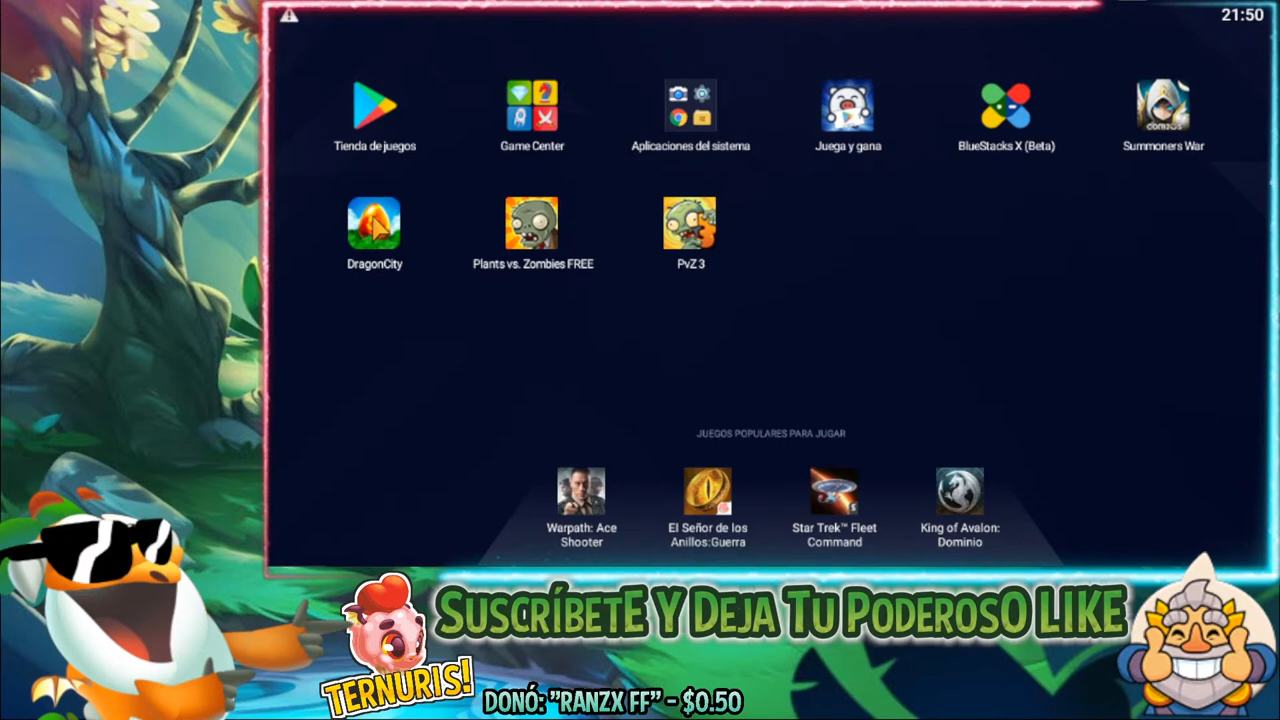 21:50
Tienda de juegos
Game Center
Aplicaciones del sistema
Juega y gana
BlueStacks X (Beta)
COM2US
Summoners War
DragonCity
Plants vs. Zombies FREE
3
PvZ 3
JUEGOS POPULARES PARA JUGAR
Warpath: Ace
Shooter
El Señor de los
Anillos:Guerra
Star Trek™ Fleet
Command
King of Avalon:
Dominio
SUSCRÍBETE Y DEJA TU PODEROSO LIKE
TERNURIS!
DONÓ: "RANZX FF" - $0.50